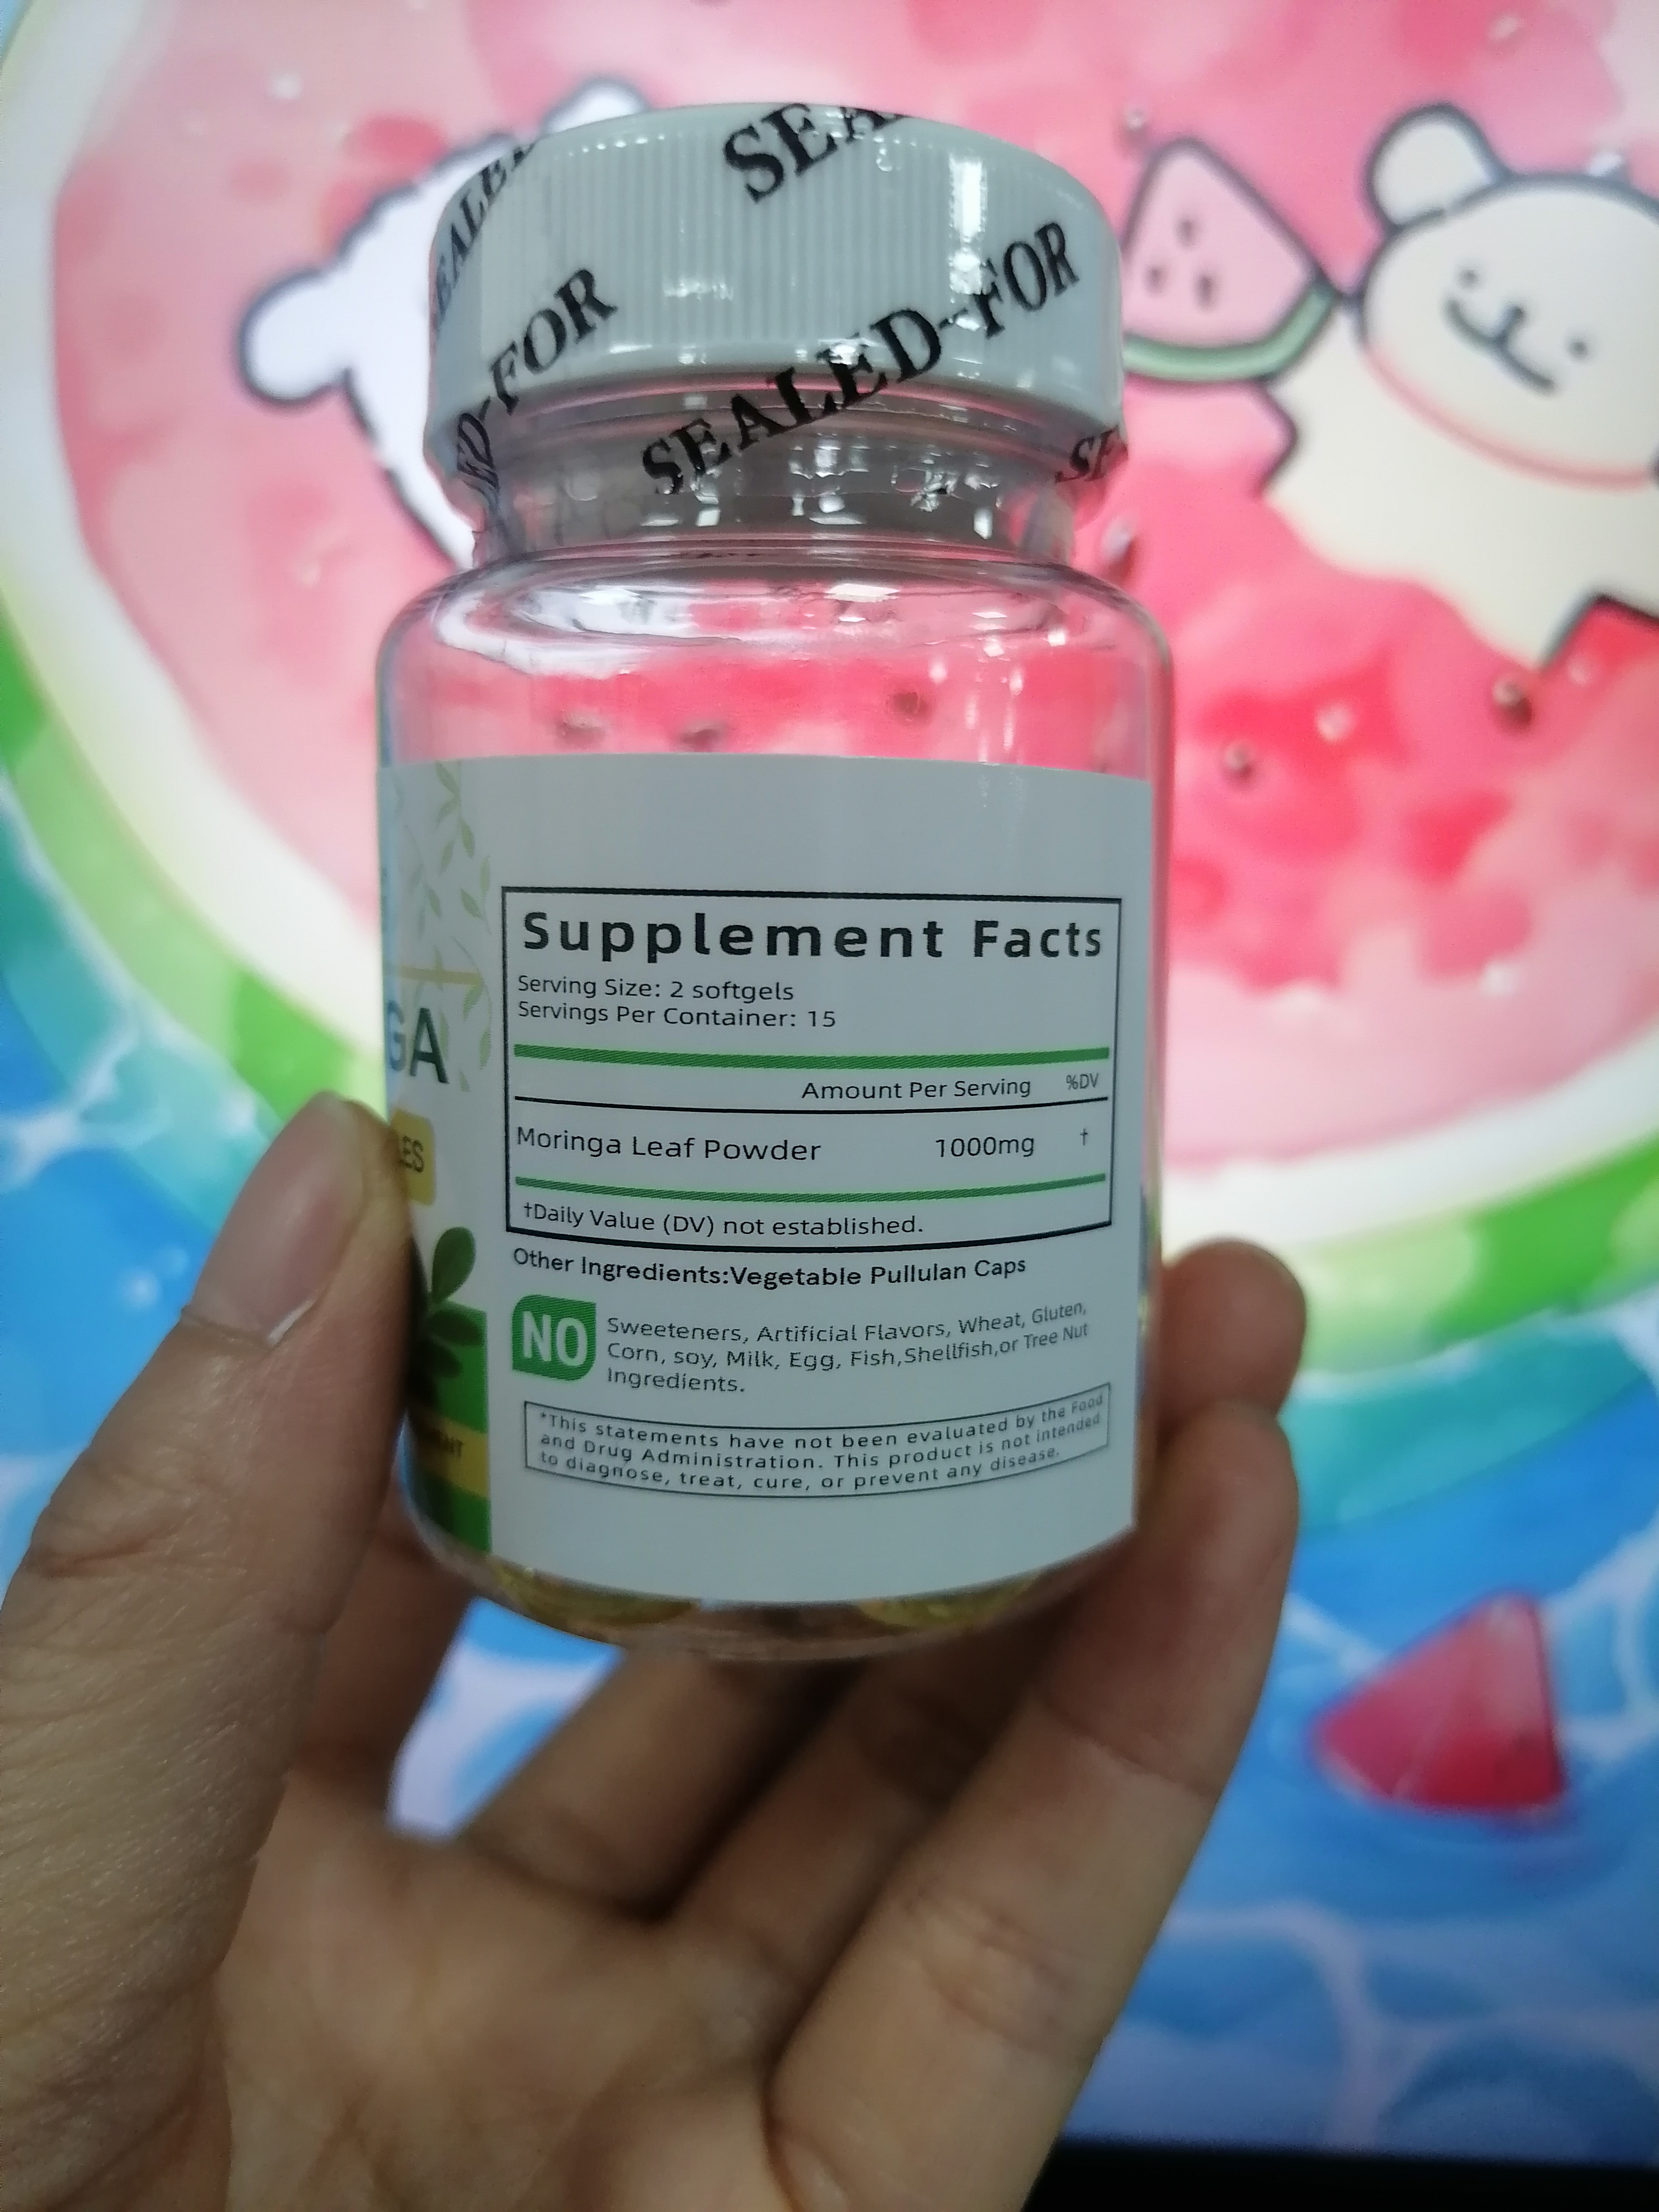 SEALED-FOR
SEALED-FOR
Supplement Facts
Serving Size: 2 softgels
Servings Per Container: 15
Amount Per Serving %DV
Moringa Leaf Powder 1000mg †
†Daily Value (DV) not established.
Other Ingredients:Vegetable Pullulan Caps
NO
Sweeteners, Artificial Flavors, Wheat, Gluten,
Corn, soy, Milk, Egg, Fish,Shellfish,or Tree Nut
Ingredients.
*This statements have not been evaluated by the Food
and Drug Administration. This product is not intended
to diagnose, treat, cure, or prevent any disease.